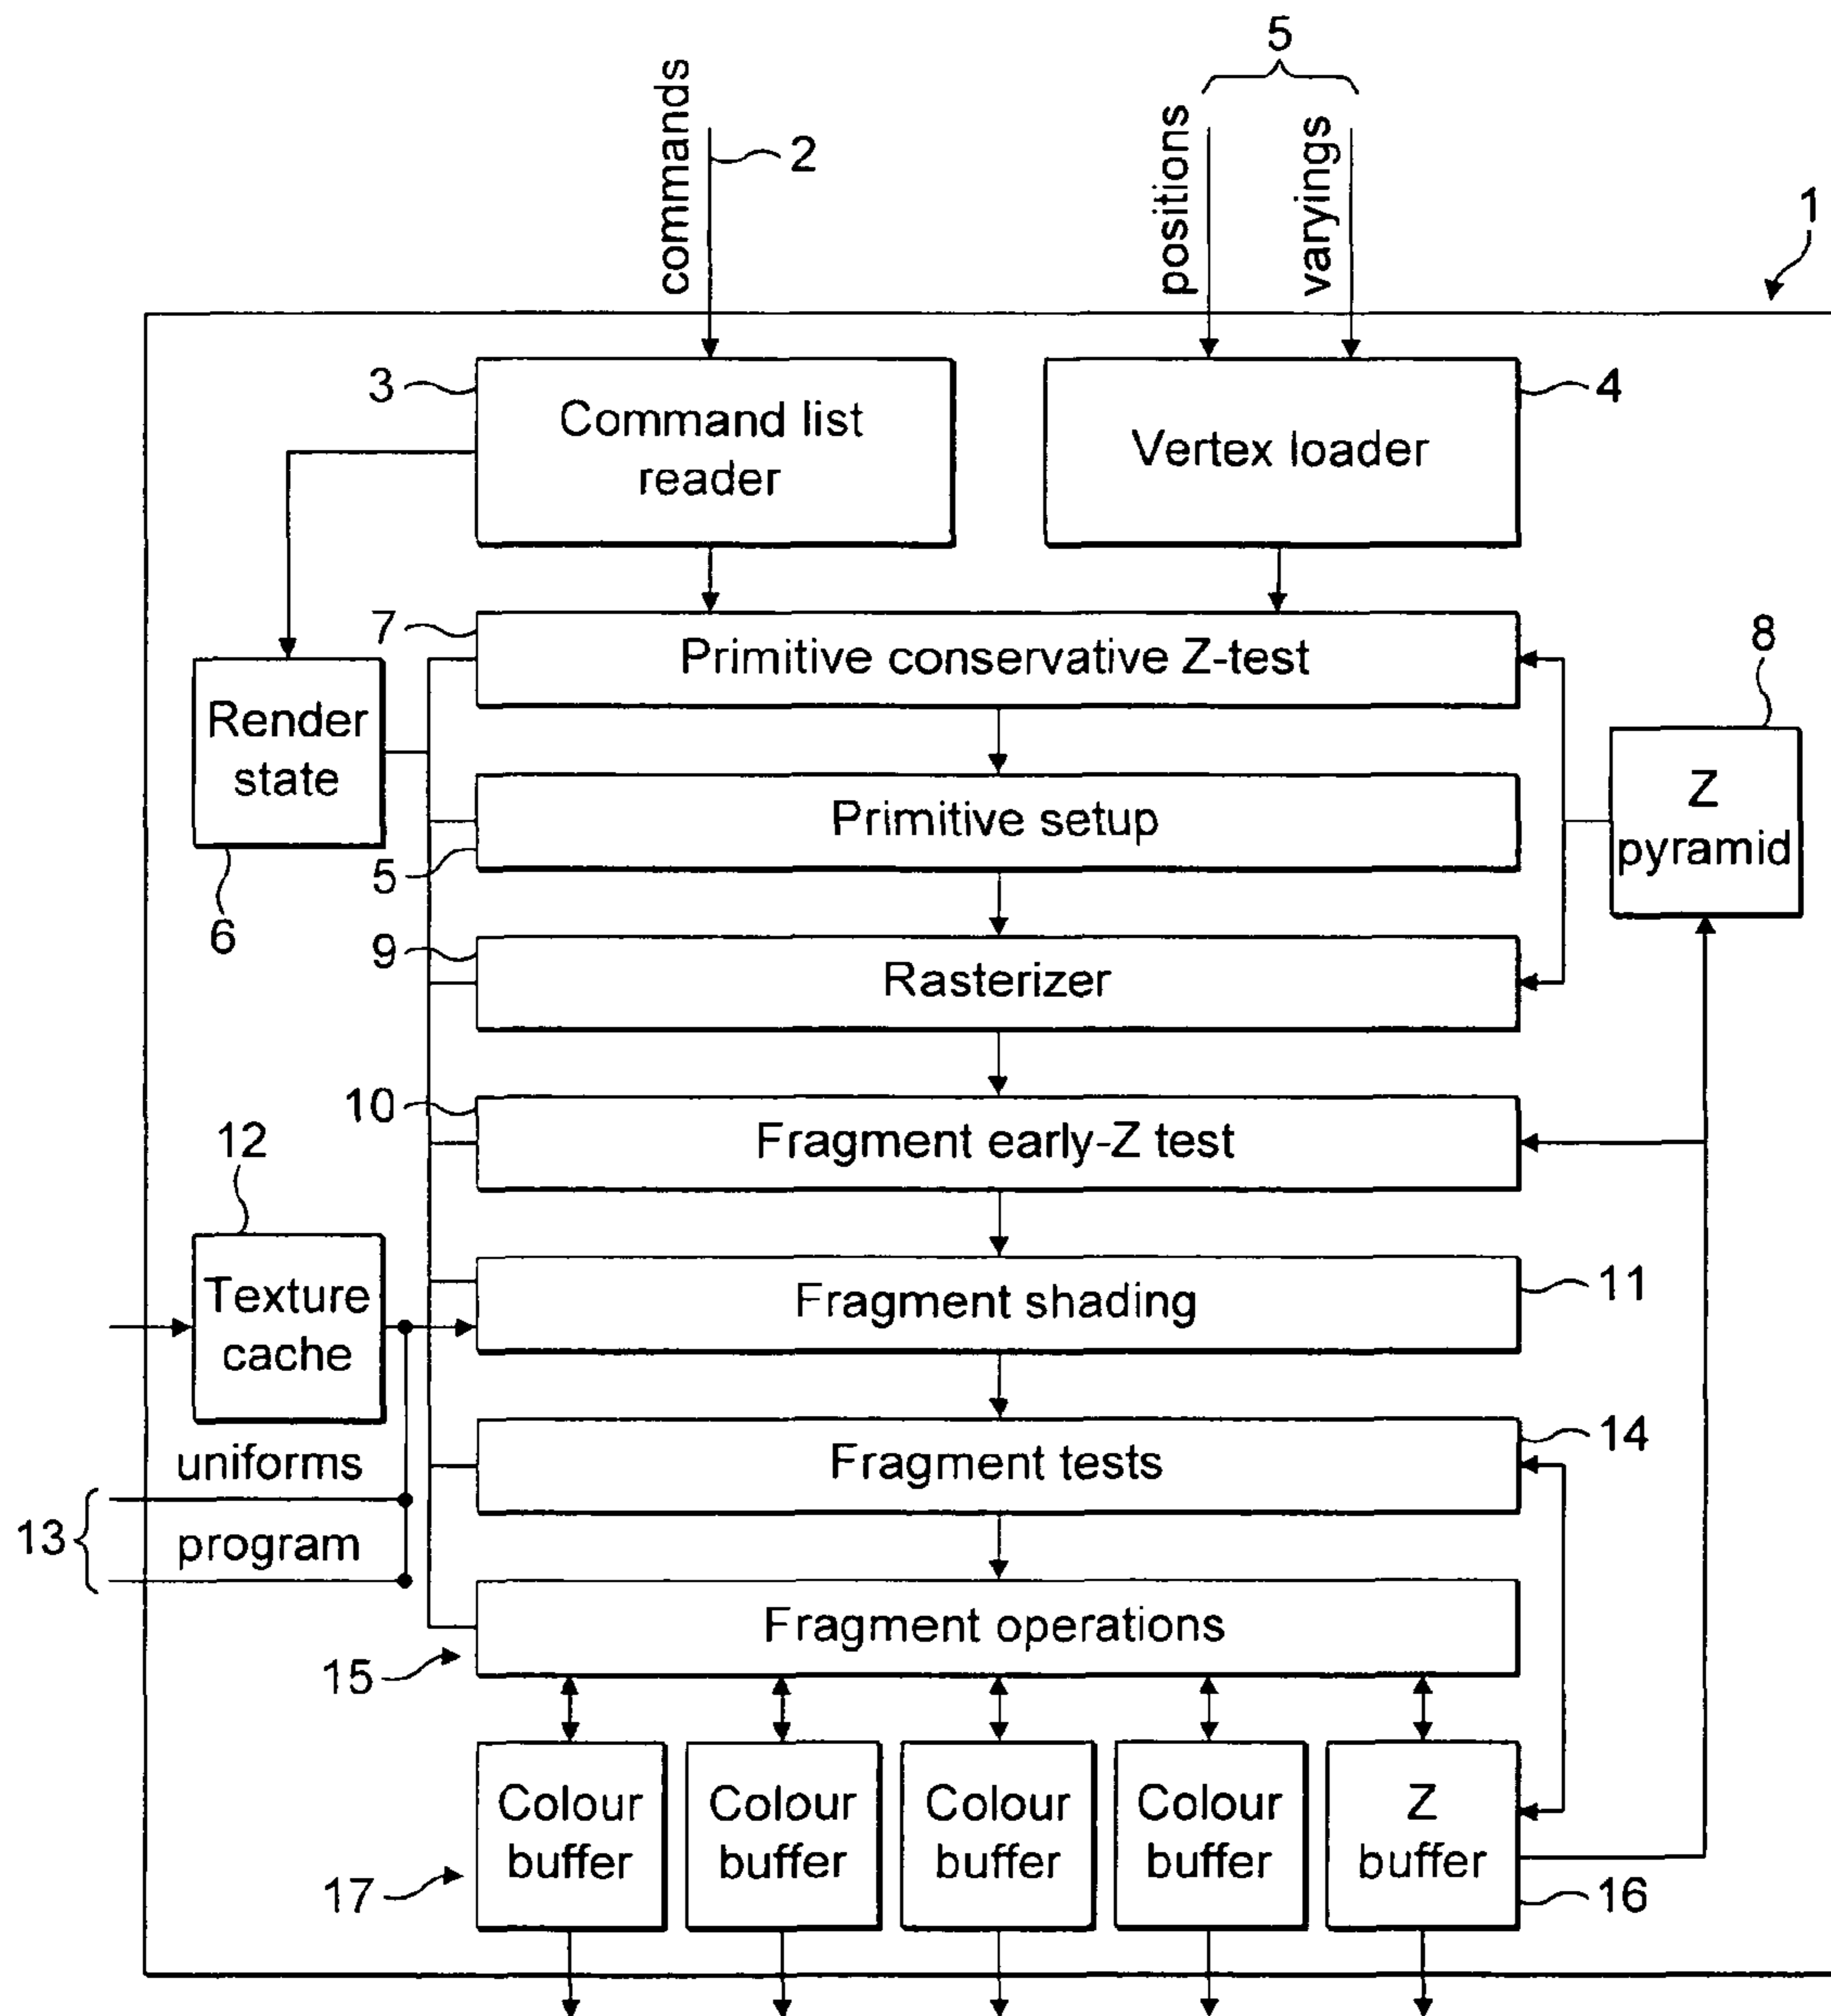 5
commands
2
positions
varyings
1
3
Command list
reader
Vertex loader
4
7
Primitive conservative Z-test
8
Render
state
6
Z
pyramid
Primitive setup
5
9
Rasterizer
10
Fragment early-Z test
12
Texture
cache
Fragment shading
11
uniforms
13
program
Fragment tests
14
Fragment operations
15
Colour
buffer
Colour
buffer
Colour
buffer
Colour
buffer
Z
buffer
17
16